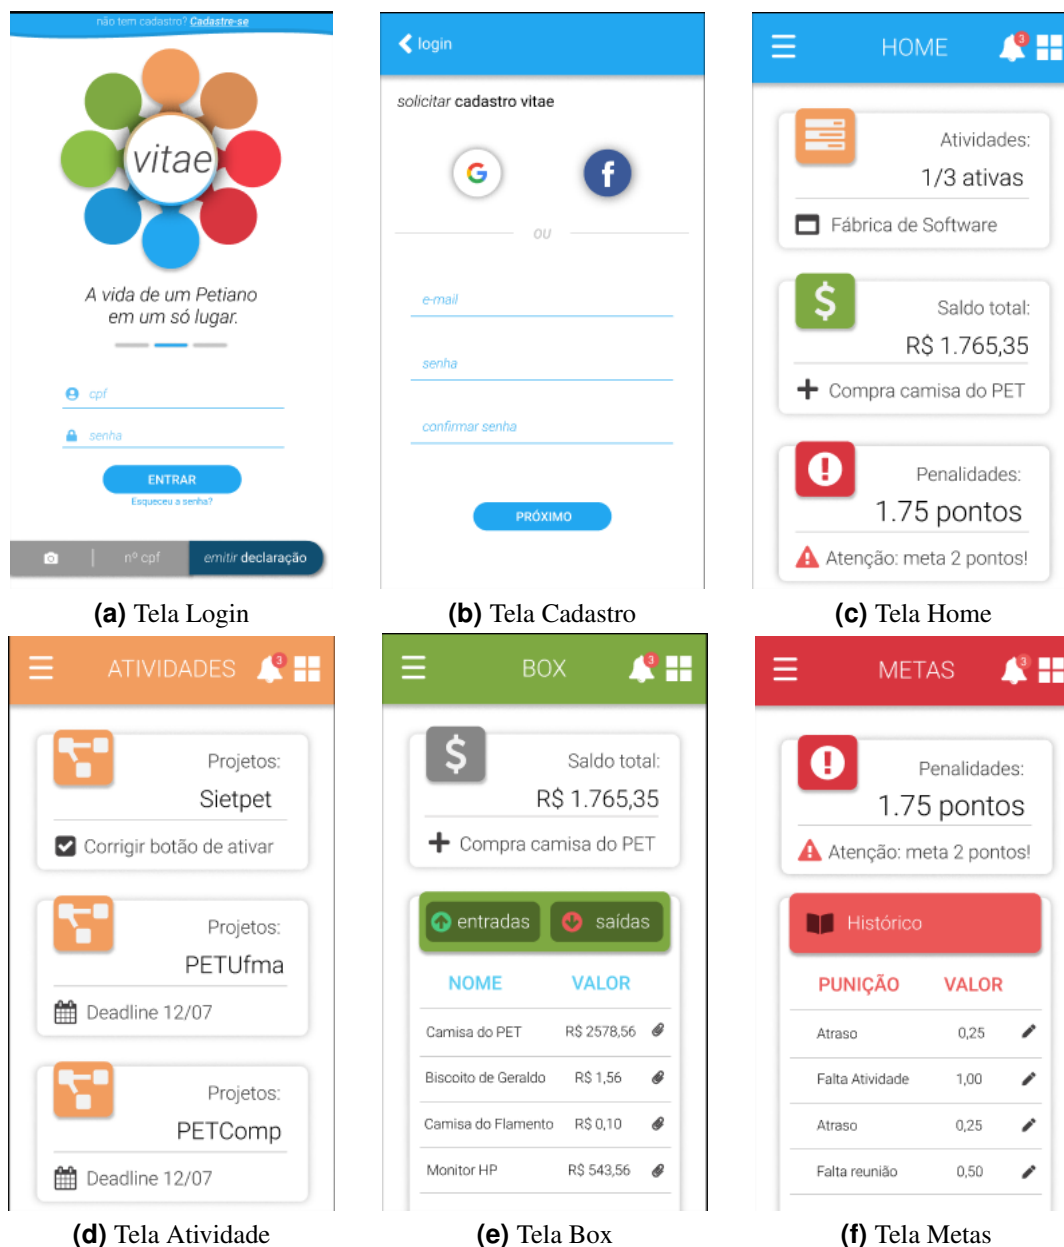 não tem cadastro? Cadastre-se
vitae
A vida de um Petiano
em um só lugar.
cpf
senha
ENTRAR
Esqueceu a senha?
nº cpf
emitir declaração
(a) Tela Login
login
solicitar cadastro vitae
G
f
OU
e-mail
senha
confirmar senha
PRÓXIMO
(b) Tela Cadastro
HOME
3
Atividades:
1/3 ativas
Fábrica de Software
$
Saldo total:
R$ 1.765,35
Compra camisa do PET
Penalidades:
1.75 pontos
Atenção: meta 2 pontos!
(c) Tela Home
ATIVIDADES
3
Projetos:
Sietpet
Corrigir botão de ativar
Projetos:
PETUfma
Deadline 12/07
Projetos:
PETComp
Deadline 12/07
(d) Tela Atividade
BOX
3
$
Saldo total:
R$ 1.765,35
Compra camisa do PET
entradas saídas
NOME VALOR
Camisa do PET R$ 2578,56
Biscoito de Geraldo R$ 1,56
Camisa do Flamento R$ 0,10
Monitor HP R$ 543,56
(e) Tela Box
METAS
3
Penalidades:
1.75 pontos
Atenção: meta 2 pontos!
Histórico
PUNIÇÃO VALOR
Atraso 0,25
Falta Atividade 1,00
Atraso 0,25
Falta reunião 0,50
(f) Tela Metas